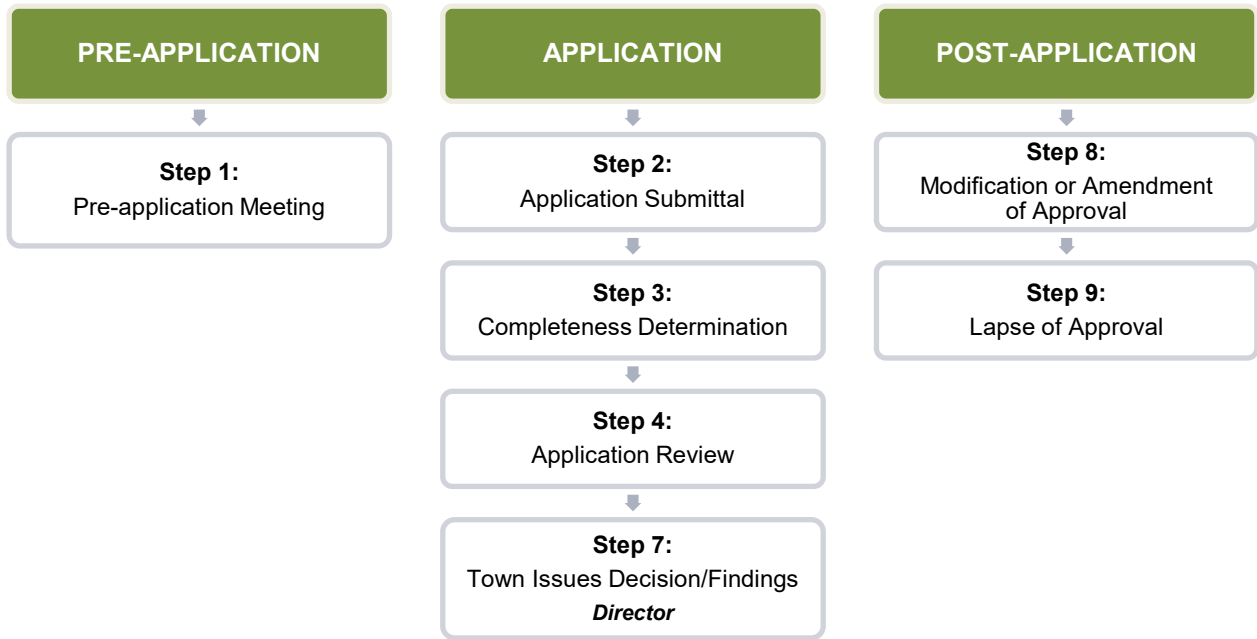 PRE-APPLICATION
Step 1:
Pre-application Meeting
APPLICATION
Step 2:
Application Submittal
Step 3:
Completeness Determination
Step 4:
Application Review
Step 7:
Town Issues Decision/Findings
Director
POST-APPLICATION
Step 8:
Modification or Amendment
of Approval
Step 9:
Lapse of Approval